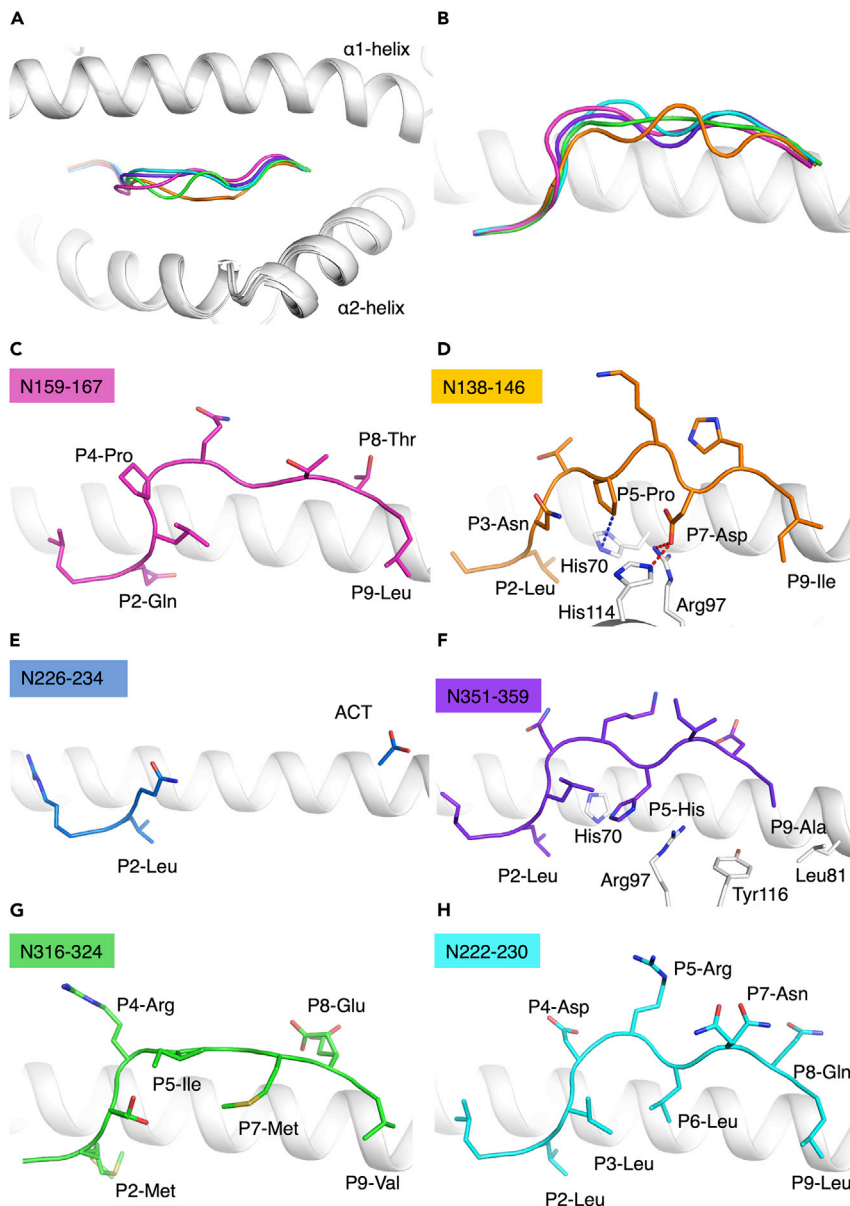 A
α1-helix
α2-helix
B
C
N159-167
P4-Pro
P8-Thr
P2-Gln
P9-Leu
D
N138-146
P3-Asn
P5-Pro
P7-Asp
His70
P2-Leu
His114
Arg97
P9-Ile
E
N226-234
ACT
P2-Leu
F
N351-359
P5-His
His70
P9-Ala
P2-Leu
Arg97
Leu81
Tyr116
G
N316-324
P4-Arg
P8-Glu
P5-Ile
P7-Met
P2-Met
P9-Val
H
N222-230
P5-Arg
P4-Asp
P7-Asn
P8-Gln
P6-Leu
P3-Leu
P2-Leu
P9-Leu